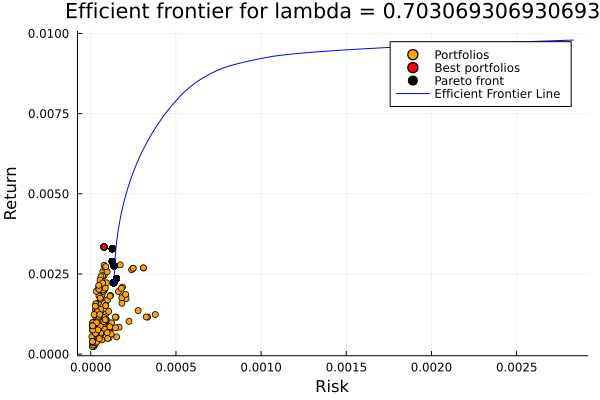 Efficient frontier for lambda = 0.703069306930693
0.0100
0.0075
0.0050
0.0025
0.0000
Return
Portfolios
Best portfolios
Pareto front
Efficient Frontier Line
0.0000 0.0005 0.0010 0.0015 0.0020 0.0025
Risk